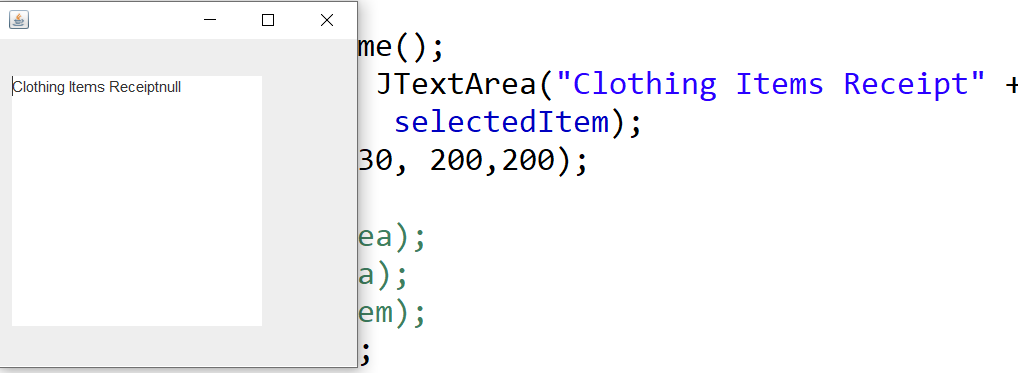 me();
Clothing Items Receiptnull
JTextArea("Clothing Items Receipt" +
selectedItem);
30, 200,200);
ea);
a);
em);
;